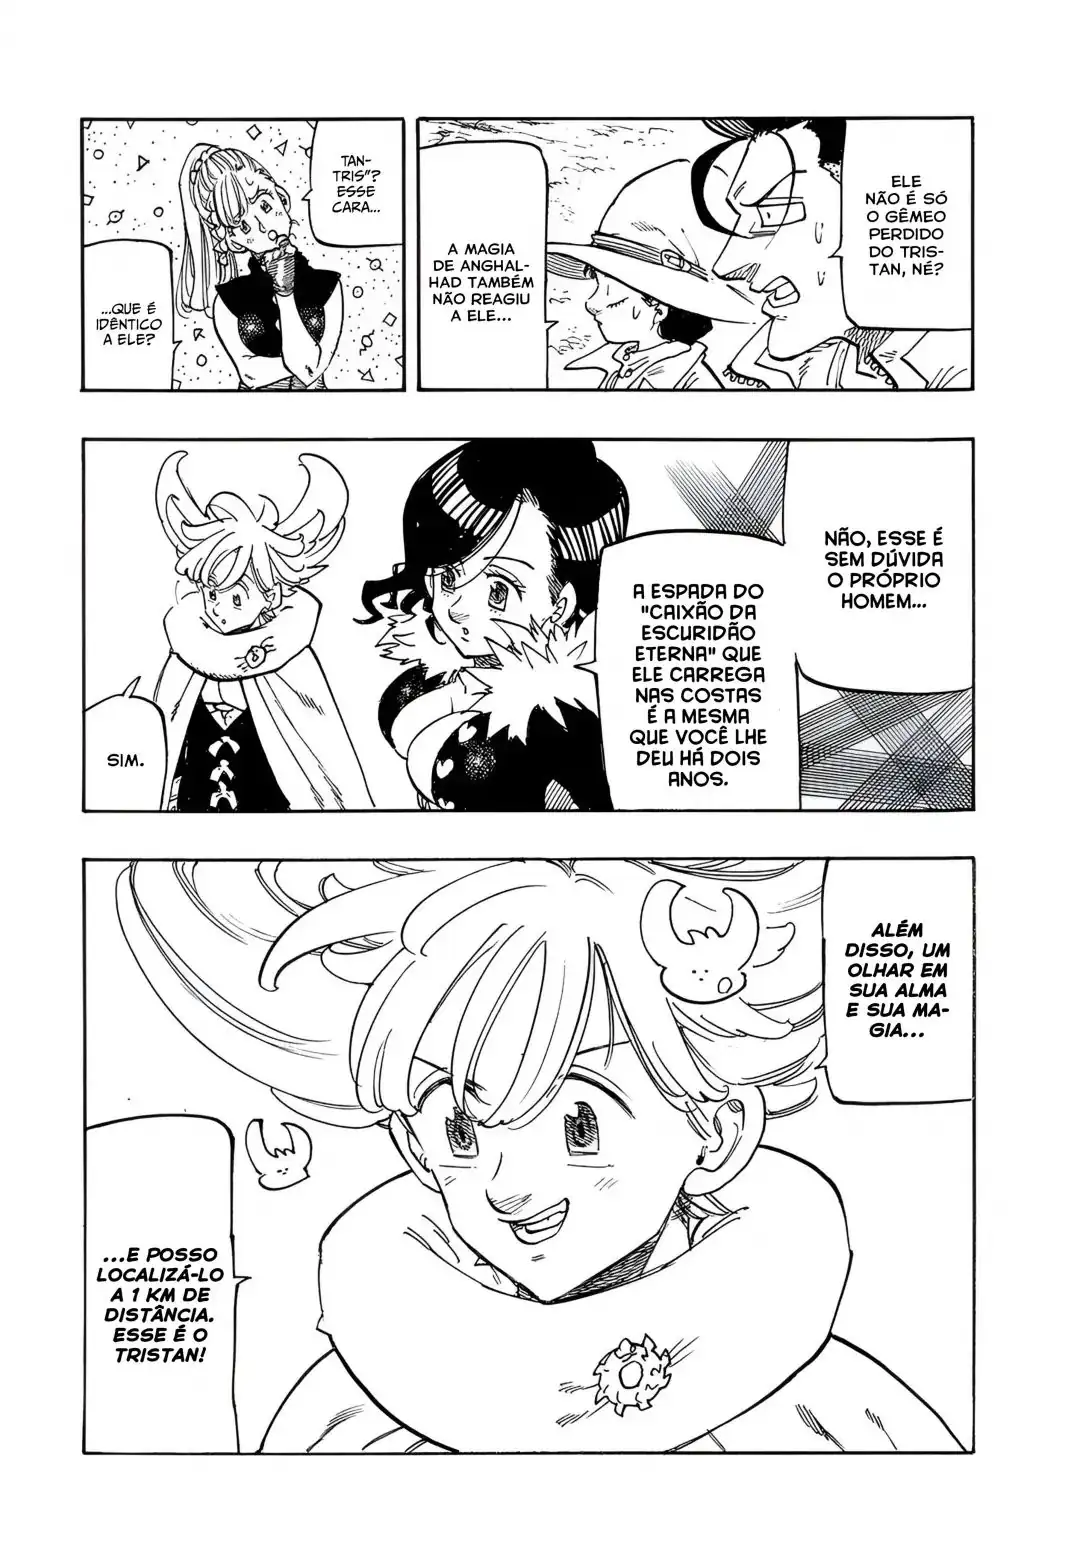 ELE
NÃO É SÓ
O GÊMEO
PERDIDO
DO TRIS-
TAN, NÉ?
A MAGIA
DE ANGHAL-
HAD TAMBÉM
NÃO REAGIU
A ELE...
TAN-
TRIS"?
ESSE
CARA...
...QUE É
IDÊNTICO
A ELE?
NÃO, ESSE É
SEM DÚVIDA
O PRÓPRIO
HOMEM...
A ESPADA DO
"CAIXÃO DA
ESCURIDÃO
ETERNA" QUE
ELE CARREGA
NAS COSTAS
É A MESMA
QUE VOCÊ LHE
DEU HÁ DOIS
ANOS.
SIM.
ALÉM
DISSO, UM
OLHAR EM
SUA ALMA
E SUA MA-
GIA...
...E POSSO
LOCALIZÁ-LO
A 1 KM DE
DISTÂNCIA.
ESSE É O
TRISTAN!